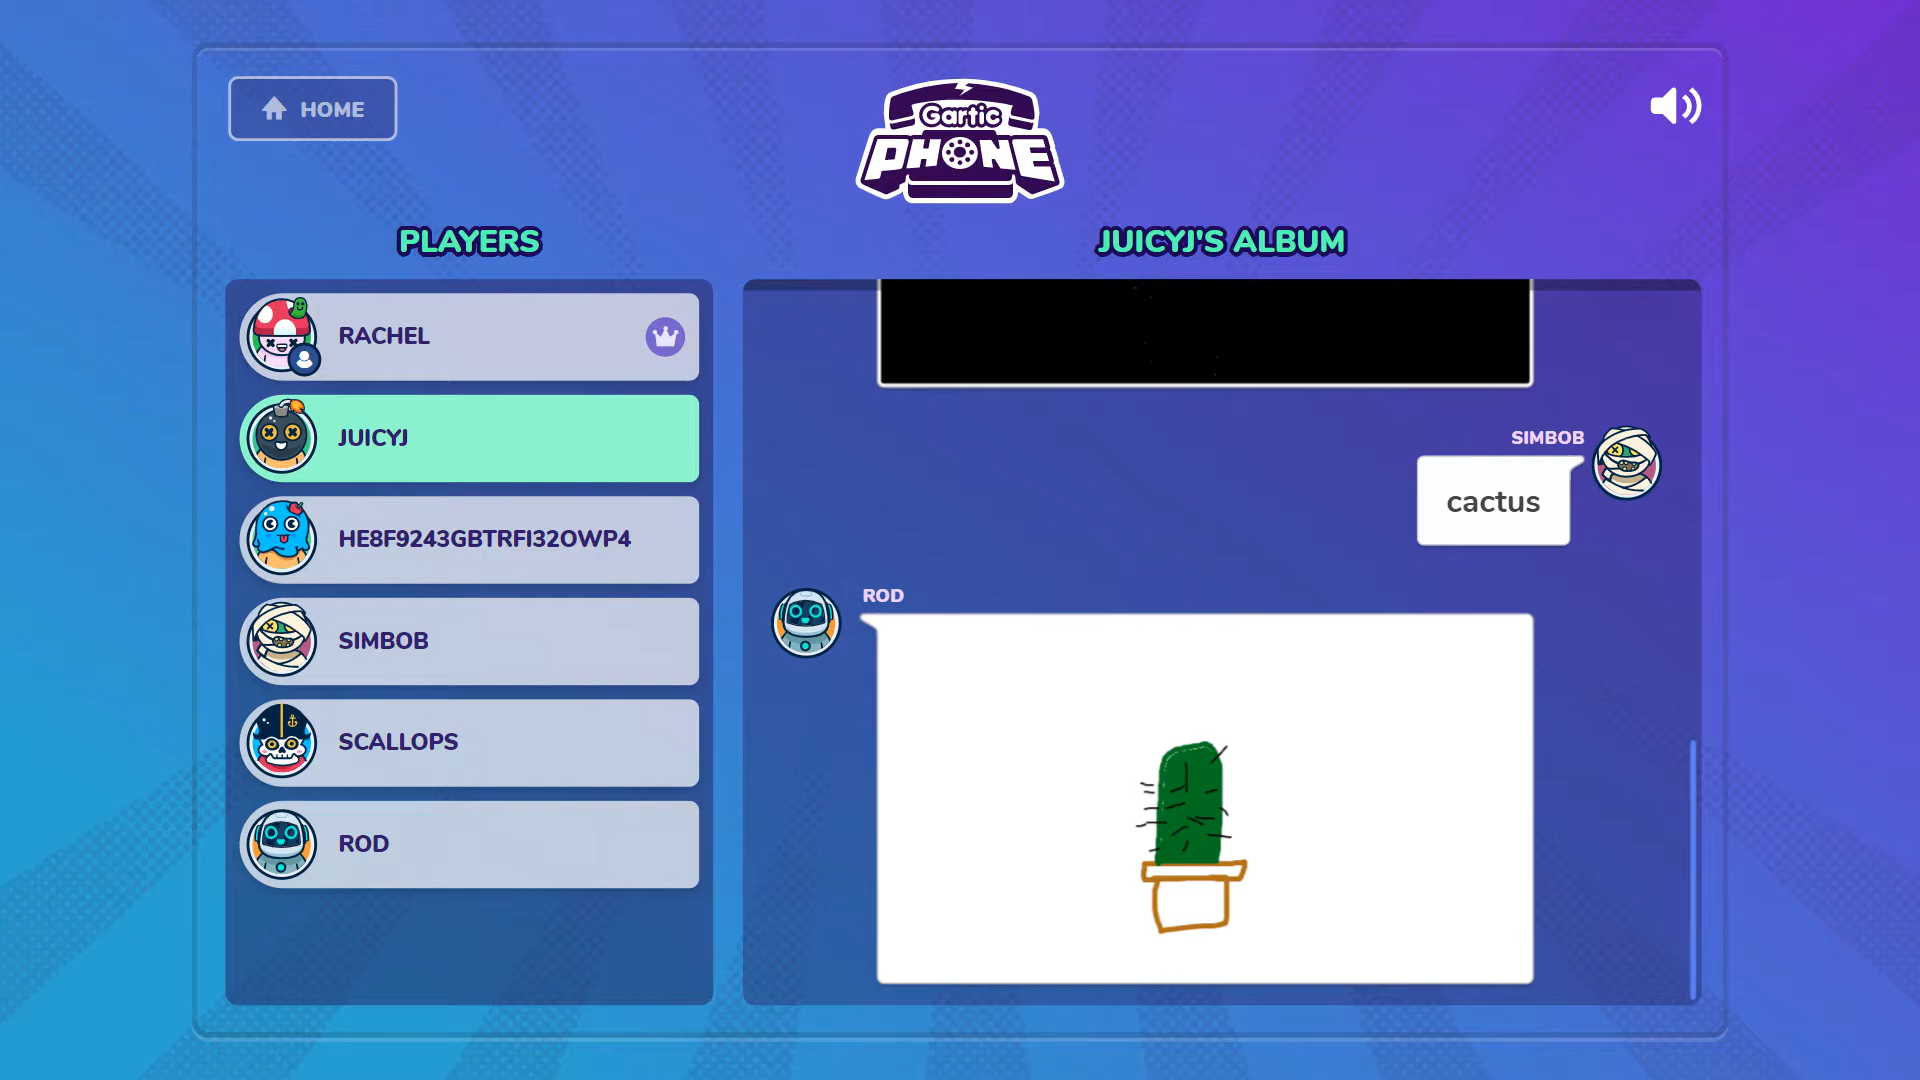 HOME
Gartic
PHONE
PLAYERS
JUICYJ'S ALBUM
RACHEL
JUICYJ
HE8F9243GBTRFI32OWP4
SIMBOB
SCALLOPS
ROD
SIMBOB
cactus
ROD